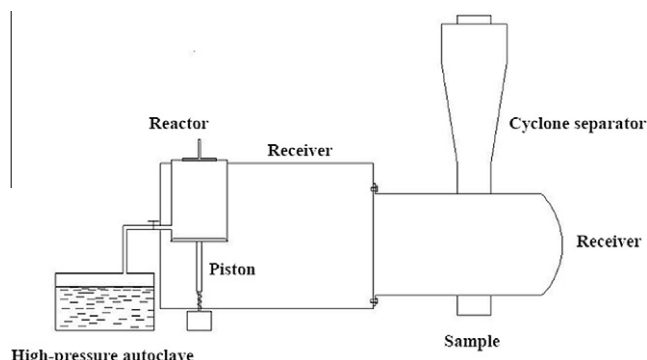 Reactor
Receiver
Cyclone separator
Receiver
Piston
Sample
High-pressure autoclave